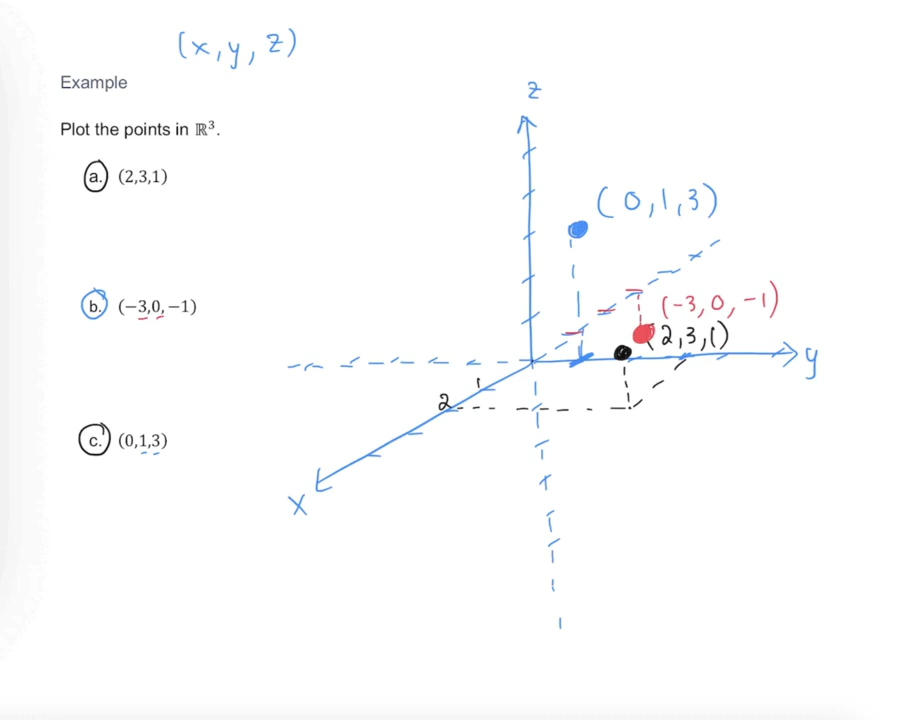 (x, y, z)
Example
z
Plot the points in ℝ³.
a. (2,3,1)
(0,1,3)
b. (−3,0,−1)
(-3,0,-1)
(2,3,1)
y
1
2
c. (0,1,3)
x